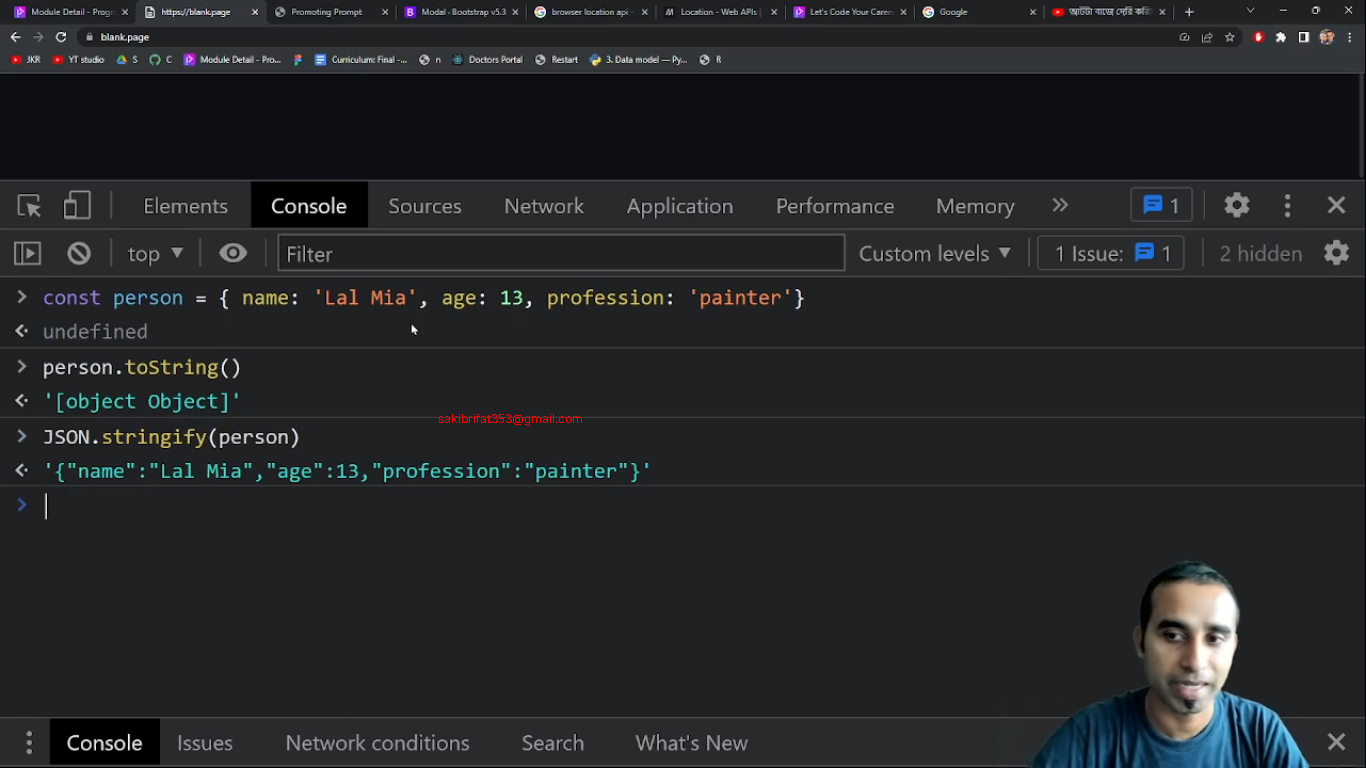 Module Detail - Progr
https://blank.page
Promoting Prompt
Modal · Bootstrap v5.3
browser location api -
Location - Web APIs |
Let's Code Your Caree
Google
আটটা বাজে দেরি করি
blank.page
JKR
YT studio
S
C
Module Detail - Pro...
Curriculum: Final -...
n
Doctors Portal
Restart
3. Data model — Py...
R
Elements
Console
Sources
Network
Application
Performance
Memory
1
top
Filter
Custom levels
1 Issue: 1
2 hidden
> const person = { name: 'Lal Mia', age: 13, profession: 'painter'}
undefined
> person.toString()
'[object Object]'
sakibrifat353@gmail.com
> JSON.stringify(person)
'{"name":"Lal Mia","age":13,"profession":"painter"}'
>
Console
Issues
Network conditions
Search
What's New